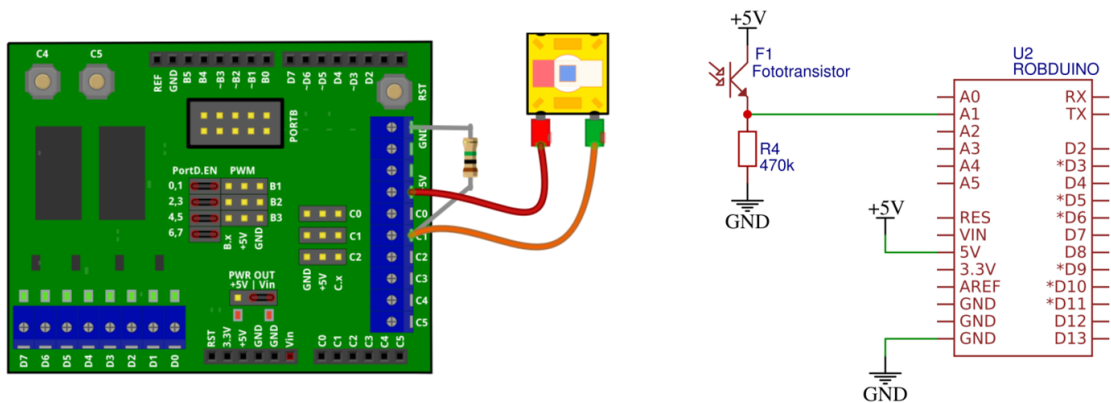 C4 C5
REF GND B5 B4 ~B3 ~B2 ~B1 B0 D7 ~D6 ~D5 D4 ~D3 D2
RST
PORTB
GND
5V
C0
C1
C2
C3
C4
C5
PortD.EN PWM
0,1 B1
2,3 B2
4,5 B3
6,7
B.x +5V GND
C0
C1
C2
GND +5V C.x
PWR OUT
+5V | Vin
RST 3.3V +5V GND GND Vin C0 C1 C2 C3 C4 C5
D7 D6 D5 D4 D3 D2 D1 D0
+5V
F1
Fototranzistor
R4
470k
GND
+5V
GND
U2
ROBDUINO
A0 RX
A1 TX
A2
A3 D2
A4 *D3
A5 D4
*D5
RES *D6
VIN D7
5V D8
3.3V *D9
AREF *D10
GND *D11
GND D12
GND D13